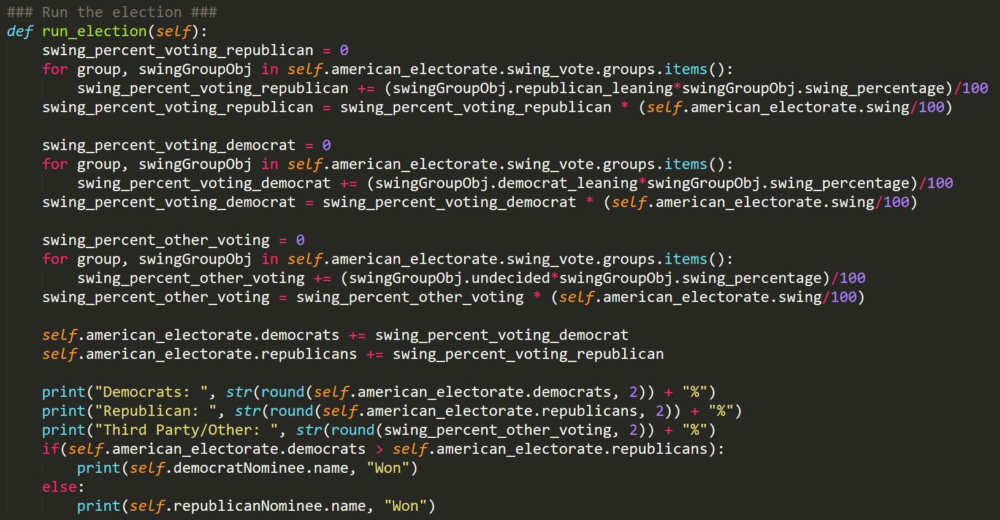 ### Run the election ###
def run_election(self):
    swing_percent_voting_republican = 0
    for group, swingGroupObj in self.american_electorate.swing_vote.groups.items():
        swing_percent_voting_republican += (swingGroupObj.republican_leaning*swingGroupObj.swing_percentage)/100
    swing_percent_voting_republican = swing_percent_voting_republican * (self.american_electorate.swing/100)

    swing_percent_voting_democrat = 0
    for group, swingGroupObj in self.american_electorate.swing_vote.groups.items():
        swing_percent_voting_democrat += (swingGroupObj.democrat_leaning*swingGroupObj.swing_percentage)/100
    swing_percent_voting_democrat = swing_percent_voting_democrat * (self.american_electorate.swing/100)

    swing_percent_other_voting = 0
    for group, swingGroupObj in self.american_electorate.swing_vote.groups.items():
        swing_percent_other_voting += (swingGroupObj.undecided*swingGroupObj.swing_percentage)/100
    swing_percent_other_voting = swing_percent_other_voting * (self.american_electorate.swing/100)

    self.american_electorate.democrats += swing_percent_voting_democrat
    self.american_electorate.republicans += swing_percent_voting_republican

    print("Democrats: ", str(round(self.american_electorate.democrats, 2)) + "%")
    print("Republican: ", str(round(self.american_electorate.republicans, 2)) + "%")
    print("Third Party/Other: ", str(round(swing_percent_other_voting, 2)) + "%")
    if(self.american_electorate.democrats > self.american_electorate.republicans):
        print(self.democratNominee.name, "Won")
    else:
        print(self.republicanNominee.name, "Won")